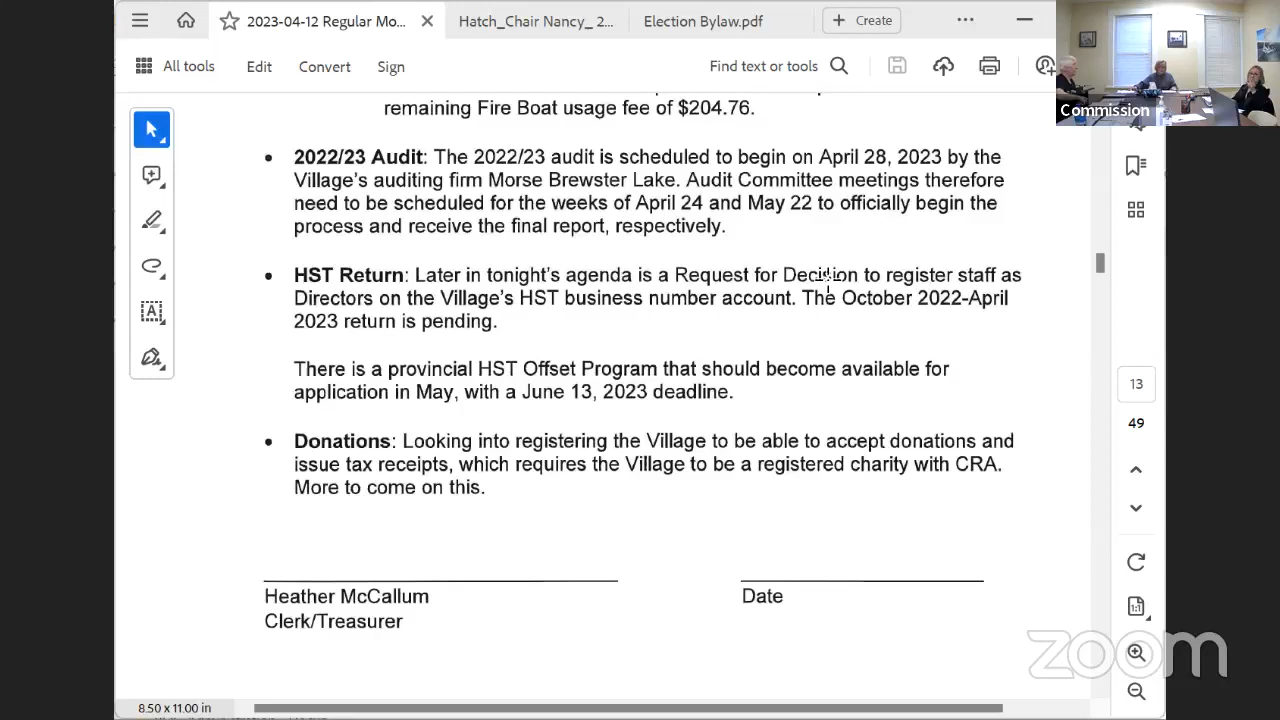 2023-04-12 Regular Mo...
Hatch_Chair Nancy_ 2...
Election Bylaw.pdf
+ Create
All tools
Edit
Convert
Sign
Find text or tools
Commission
remaining Fire Boat usage fee of $204.76.
• 2022/23 Audit: The 2022/23 audit is scheduled to begin on April 28, 2023 by the
Village's auditing firm Morse Brewster Lake. Audit Committee meetings therefore
need to be scheduled for the weeks of April 24 and May 22 to officially begin the
process and receive the final report, respectively.
• HST Return: Later in tonight's agenda is a Request for Decision to register staff as
Directors on the Village's HST business number account. The October 2022-April
2023 return is pending.
There is a provincial HST Offset Program that should become available for
application in May, with a June 13, 2023 deadline.
• Donations: Looking into registering the Village to be able to accept donations and
issue tax receipts, which requires the Village to be a registered charity with CRA.
More to come on this.
Heather McCallum
Clerk/Treasurer
Date
13
49
1:1
8.50 x 11.00 in
zoom